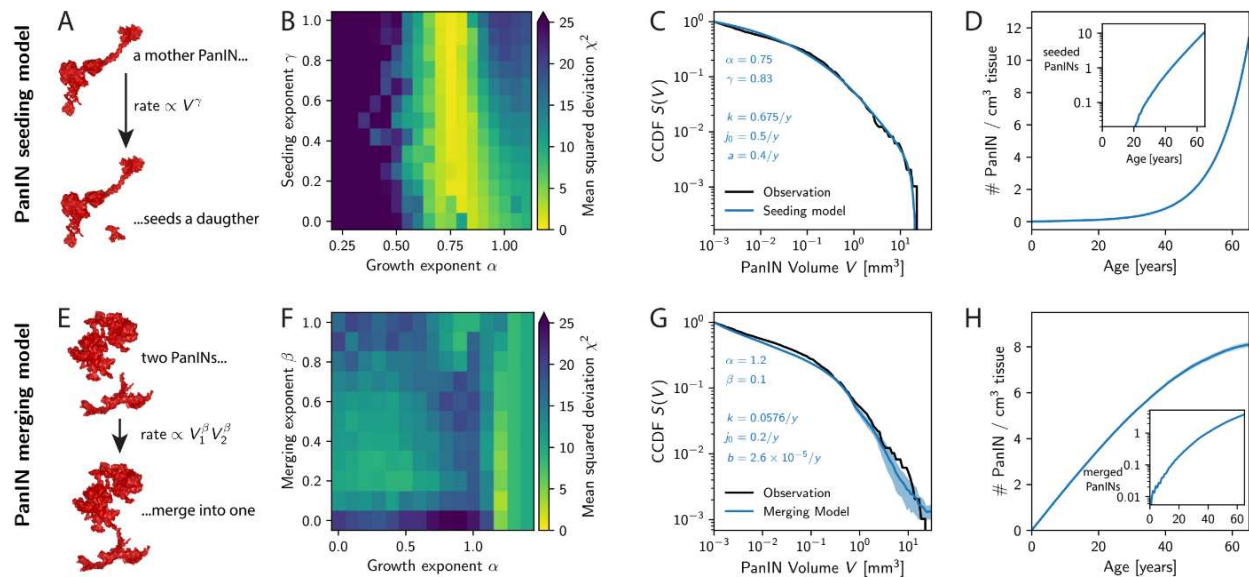 PanIN seeding model
A
a mother PanIN...
rate ∝ V^γ
...seeds a daugther
B
Seeding exponent γ
1.0
0.8
0.6
0.4
0.2
0.0
0.25 0.50 0.75 1.00
Growth exponent α
25
20
15
10
5
0
Mean squared deviation χ²
C
CCDF S(V)
10⁰
10⁻¹
10⁻²
10⁻³
α = 0.75
γ = 0.83
k = 0.675/y
j₀ = 0.5/y
a = 0.4/y
Observation
Seeding model
10⁻³ 10⁻² 10⁻¹ 10⁰ 10¹
PanIN Volume V [mm³]
D
# PanIN / cm³ tissue
12
10
8
6
4
2
0
seeded
PanINs
10
1
0.1
0 20 40 60
Age [years]
0 20 40 60
Age [years]
PanIN merging model
E
two PanINs...
rate ∝ V₁^β V₂^β
...merge into one
F
Merging exponent β
1.0
0.8
0.6
0.4
0.2
0.0
0.0 0.5 1.0
Growth exponent α
25
20
15
10
5
0
Mean squared deviation χ²
G
CCDF S(V)
10⁰
10⁻¹
10⁻²
10⁻³
α = 1.2
β = 0.1
k = 0.0576/y
j₀ = 0.2/y
b = 2.6 × 10⁻⁵/y
Observation
Merging Model
10⁻³ 10⁻² 10⁻¹ 10⁰ 10¹
PanIN Volume V [mm³]
H
# PanIN / cm³ tissue
8
6
4
2
0
merged
PanINs
1
0.1
0.01
0 20 40 60
0 20 40 60
Age [years]